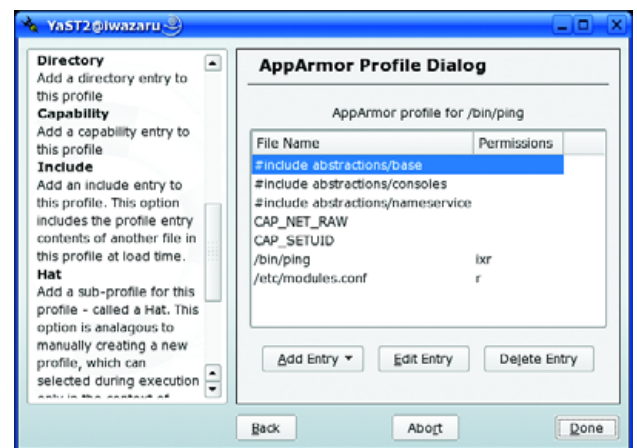 YaST2@iwazaru
Directory
Add a directory entry to
this profile
Capability
Add a capability entry to
this profile
Include
Add an include entry to
this profile. This option
includes the profile entry
contents of another file in
this profile at load time.
Hat
Add a sub-profile for this
profile - called a Hat. This
option is analagous to
manually creating a new
profile, which can
selected during execution
only in the context of
AppArmor Profile Dialog
AppArmor profile for /bin/ping
File Name Permissions
#include abstractions/base
#include abstractions/consoles
#include abstractions/nameservice
CAP_NET_RAW
CAP_SETUID
/bin/ping ixr
/etc/modules.conf r
Add Entry Edit Entry Delete Entry
Back Abort Done